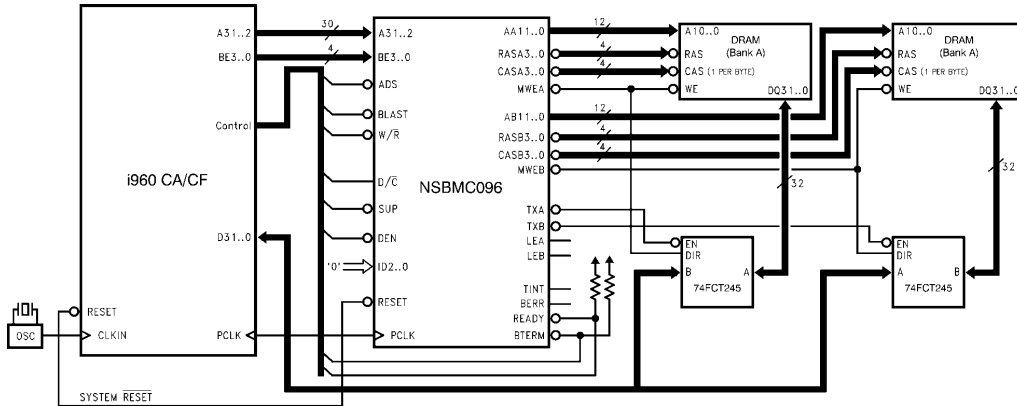 A31..2
30
A31..2
BE3..0
4
BE3..0
Control
ADS
BLAST
W/R̅
D/C̅
SUP
DEN
'0'
ID2..0
i960 CA/CF
D31..0
RESET
RESET
OSC
CLKIN
PCLK
PCLK
SYSTEM R̅E̅S̅E̅T̅
NSBMC096
AA11..0
12
RASA3..0
4
CASA3..0
4
MWEA
AB11..0
12
RASB3..0
4
CASB3..0
4
MWEB
TXA
TXB
LEA
LEB
TINT
BERR
READY
BTERM
A10..0
DRAM
(Bank A)
RAS
CAS (1 PER BYTE)
WE
DQ31..0
32
A10..0
DRAM
(Bank A)
RAS
CAS (1 PER BYTE)
WE
DQ31..0
32
EN
DIR
B
A
74FCT245
EN
DIR
A
B
74FCT245